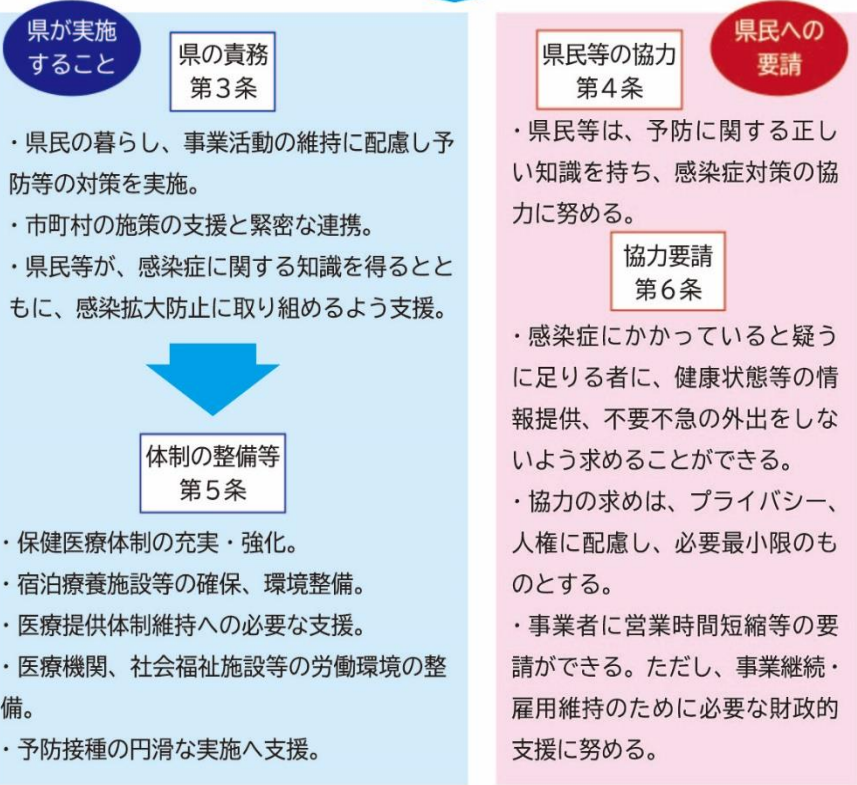 県が実施
すること
県の責務
第3条
・県民の暮らし、事業活動の維持に配慮し予
防等の対策を実施。
・市町村の施策の支援と緊密な連携。
・県民等が、感染症に関する知識を得るとと
もに、感染拡大防止に取り組めるよう支援。
体制の整備等
第5条
・保健医療体制の充実・強化。
・宿泊療養施設等の確保、環境整備。
・医療提供体制維持への必要な支援。
・医療機関、社会福祉施設等の労働環境の整
備。
・予防接種の円滑な実施へ支援。
県民への
要請
県民等の協力
第4条
・県民等は、予防に関する正し
い知識を持ち、感染症対策の協
力に努める。
協力要請
第6条
・感染症にかかっていると疑う
に足りる者に、健康状態等の情
報提供、不要不急の外出をしな
いよう求めることができる。
・協力の求めは、プライバシー、
人権に配慮し、必要最小限のも
のとする。
・事業者に営業時間短縮等の要
請ができる。ただし、事業継続・
雇用維持のために必要な財政的
支援に努める。